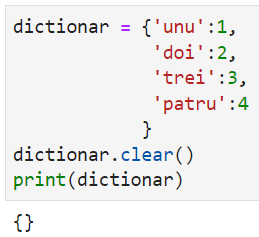 dictionar = {'unu':1,
'doi':2,
'trei':3,
'patru':4
}
dictionar.clear()
print(dictionar)
{}